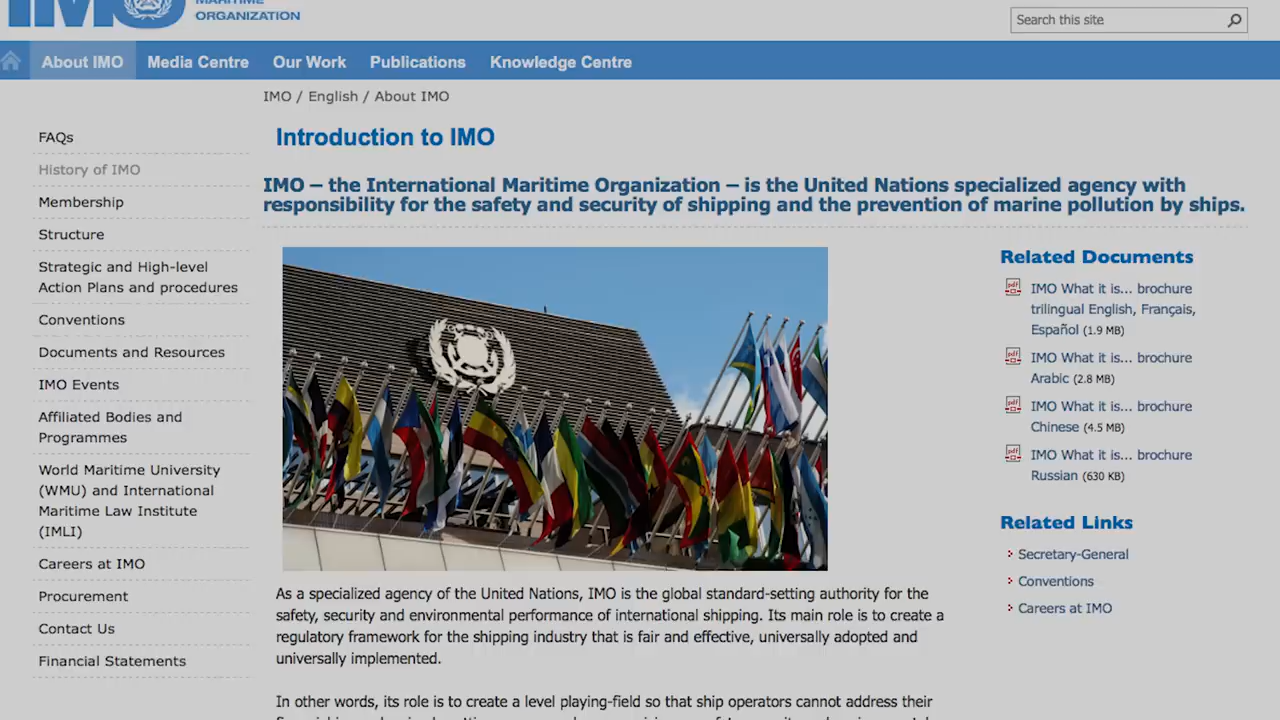 IMO
MARITIME
ORGANIZATION
Search this site
About IMO
Media Centre
Our Work
Publications
Knowledge Centre
IMO / English / About IMO
FAQs
History of IMO
Membership
Structure
Strategic and High-level
Action Plans and procedures
Conventions
Documents and Resources
IMO Events
Affiliated Bodies and
Programmes
World Maritime University
(WMU) and International
Maritime Law Institute
(IMLI)
Careers at IMO
Procurement
Contact Us
Financial Statements
Introduction to IMO
IMO – the International Maritime Organization – is the United Nations specialized agency with
responsibility for the safety and security of shipping and the prevention of marine pollution by ships.
As a specialized agency of the United Nations, IMO is the global standard-setting authority for the
safety, security and environmental performance of international shipping. Its main role is to create a
regulatory framework for the shipping industry that is fair and effective, universally adopted and
universally implemented.
In other words, its role is to create a level playing-field so that ship operators cannot address their
Related Documents
pdf
IMO What it is... brochure
trilingual English, Français,
Español (1.9 MB)
pdf
IMO What it is... brochure
Arabic (2.8 MB)
pdf
IMO What it is... brochure
Chinese (4.5 MB)
pdf
IMO What it is... brochure
Russian (630 KB)
Related Links
Secretary-General
Conventions
Careers at IMO